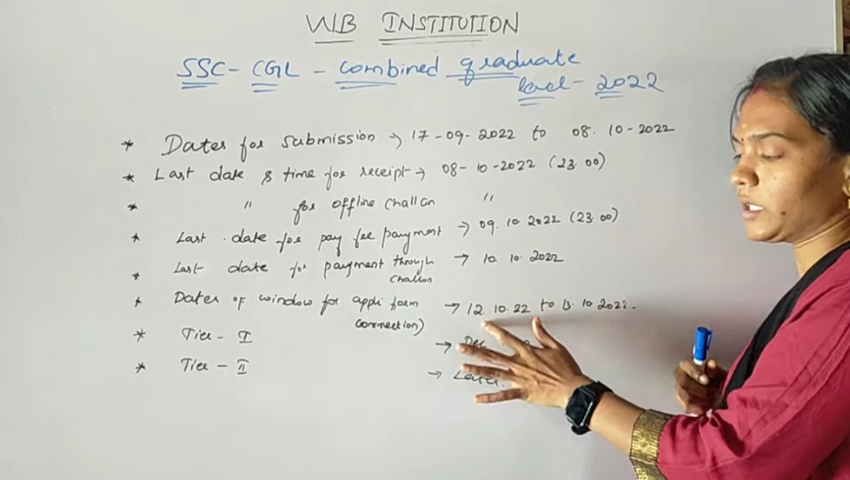 WB INSTITUTION
SSC - CGL - Combined graduate
level - 2022
* Dates for submission → 17-09-2022 to 08.10-2022
* Last date & time for receipt → 08-10-2022 (23.00)
* " for offline challan "
* Last date for pay fee payment → 09.10 2022 (23 00)
* Last date for payment through → 10.10.2022
challan
* Dates of window for appli form → 12.10.22 to 13.10 2022.
correction)
* Tier - I →
* Tier - II → Later.